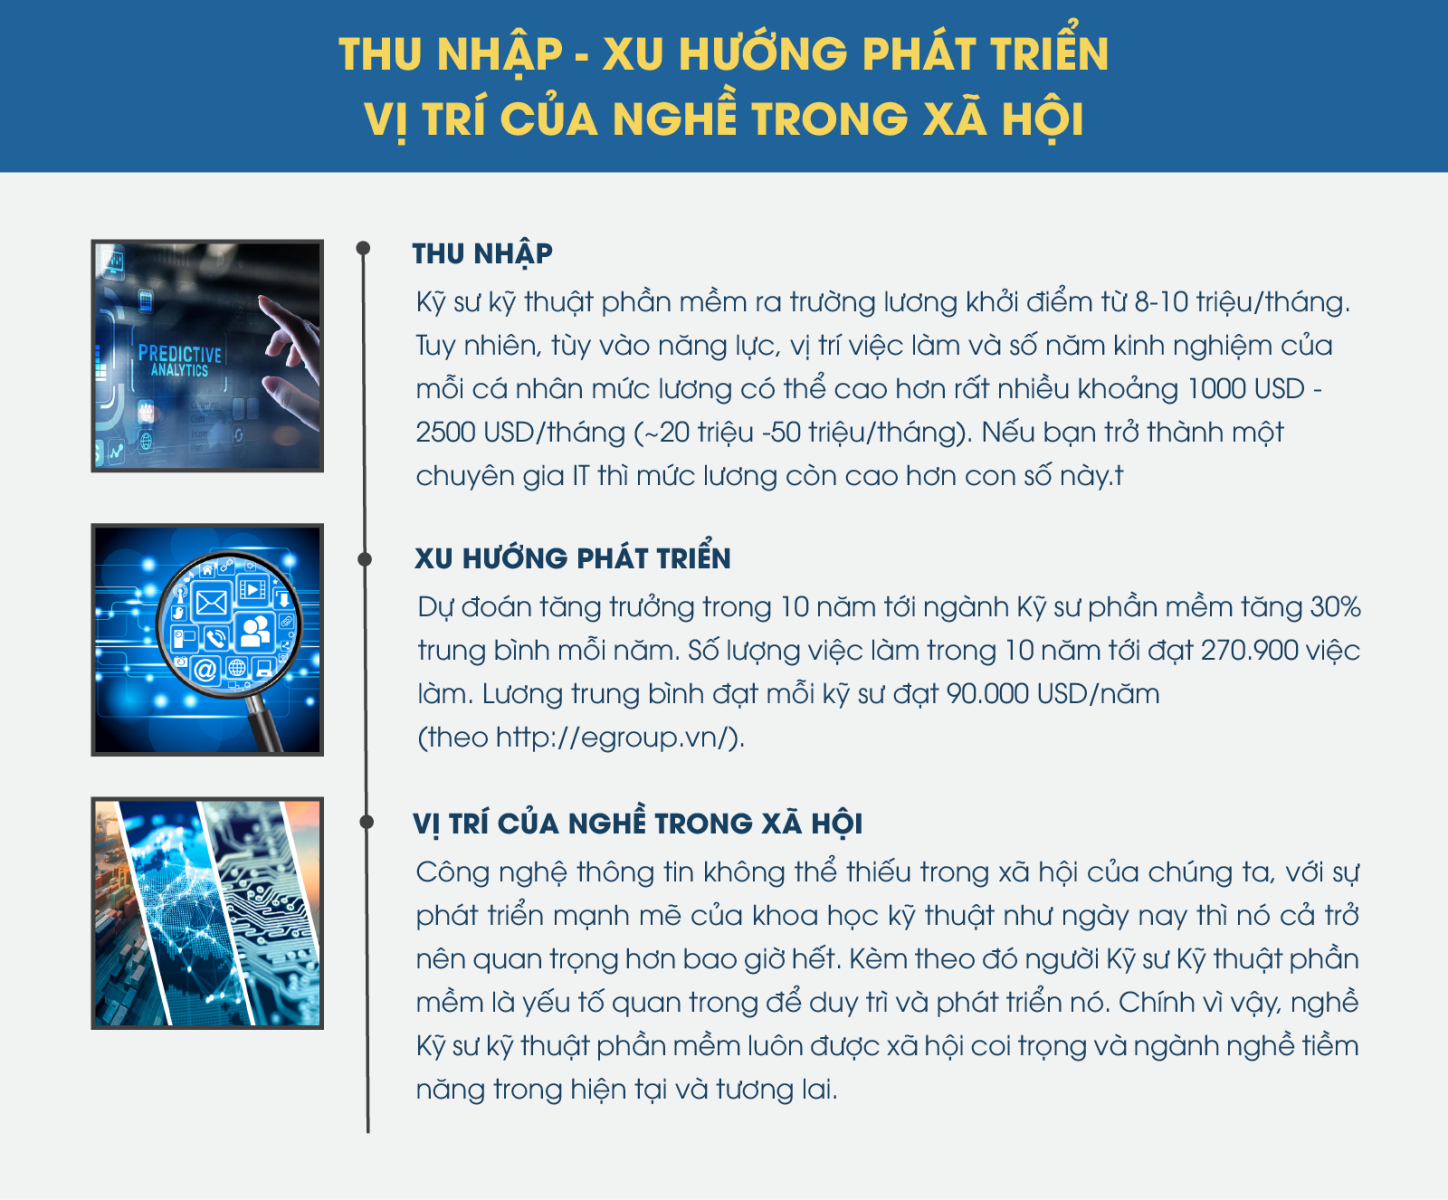 THU NHẬP - XU HƯỚNG PHÁT TRIỂN
VỊ TRÍ CỦA NGHỀ TRONG XÃ HỘI
PREDICTIVE
ANALYTICS
THU NHẬP
Kỹ sư kỹ thuật phần mềm ra trường lương khởi điểm từ 8-10 triệu/tháng.
Tuy nhiên, tùy vào năng lực, vị trí việc làm và số năm kinh nghiệm của
mỗi cá nhân mức lương có thể cao hơn rất nhiều khoảng 1000 USD -
2500 USD/tháng (~20 triệu -50 triệu/tháng). Nếu bạn trở thành một
chuyên gia IT thì mức lương còn cao hơn con số này.t
XU HƯỚNG PHÁT TRIỂN
Dự đoán tăng trưởng trong 10 năm tới ngành Kỹ sư phần mềm tăng 30%
trung bình mỗi năm. Số lượng việc làm trong 10 năm tới đạt 270.900 việc
làm. Lương trung bình đạt mỗi kỹ sư đạt 90.000 USD/năm
(theo http://egroup.vn/).
VỊ TRÍ CỦA NGHỀ TRONG XÃ HỘI
Công nghệ thông tin không thể thiếu trong xã hội của chúng ta, với sự
phát triển mạnh mẽ của khoa học kỹ thuật như ngày nay thì nó cả trở
nên quan trọng hơn bao giờ hết. Kèm theo đó người Kỹ sư Kỹ thuật phần
mềm là yếu tố quan trong để duy trì và phát triển nó. Chính vì vậy, nghề
Kỹ sư kỹ thuật phần mềm luôn được xã hội coi trọng và ngành nghề tiềm
năng trong hiện tại và tương lai.